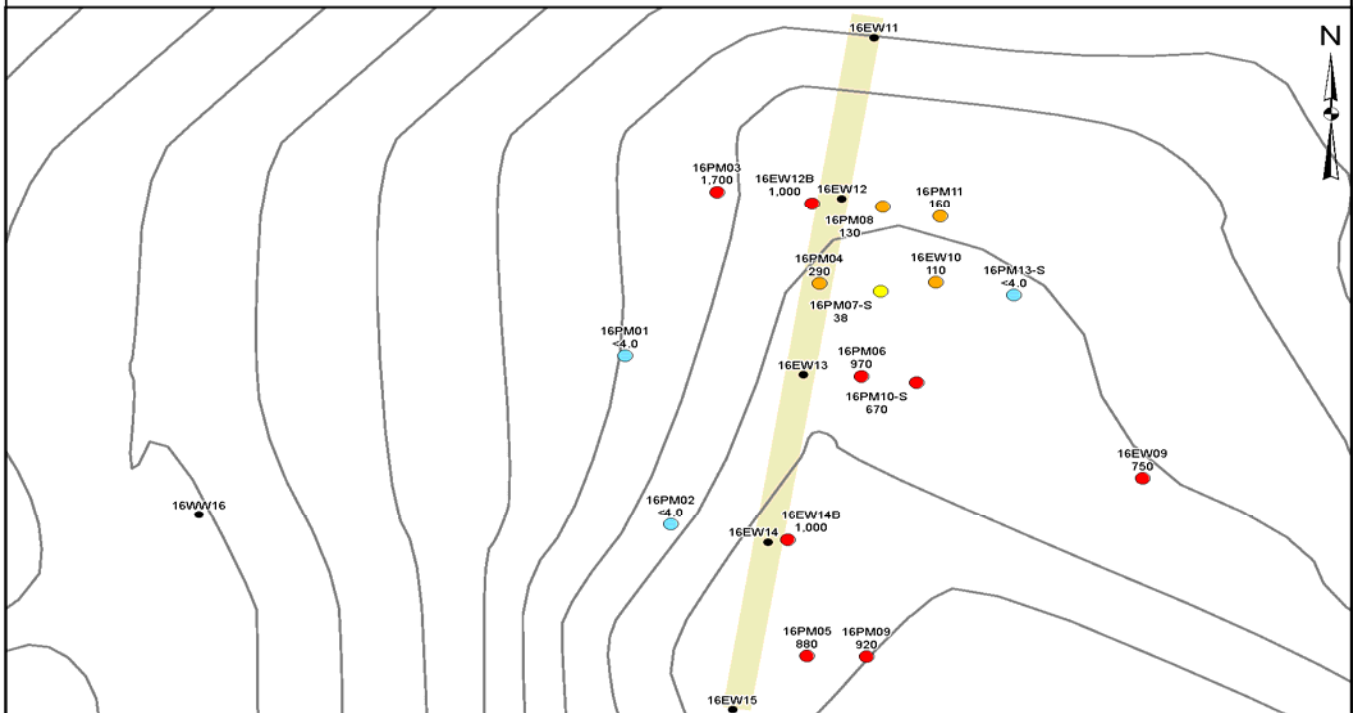 16EW11
N
16PM03
1,700
16EW12B
1,000
16EW12
16PM11
160
16PM08
130
16PM04
290
16EW10
110
16PM13-S
<4.0
16PM07-S
38
16PM01
<4.0
16PM06
970
16EW13
16PM10-S
670
16EW09
750
16WW16
16PM02
<4.0
16EW14B
1,000
16EW14
16PM05
880
16PM09
920
16EW15